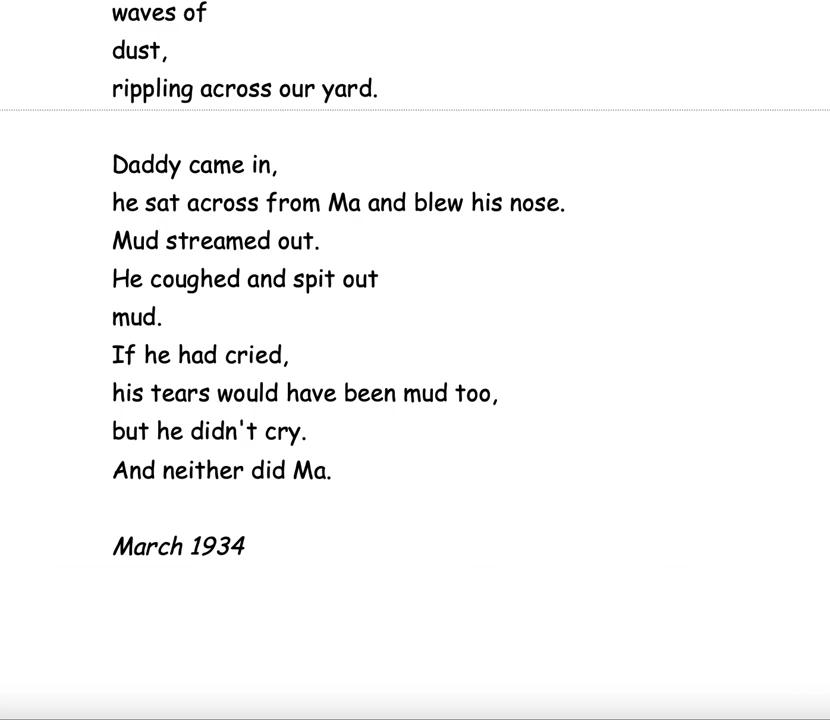 waves of
dust,
rippling across our yard.
Daddy came in,
he sat across from Ma and blew his nose.
Mud streamed out.
He coughed and spit out
mud.
If he had cried,
his tears would have been mud too,
but he didn't cry.
And neither did Ma.
March 1934